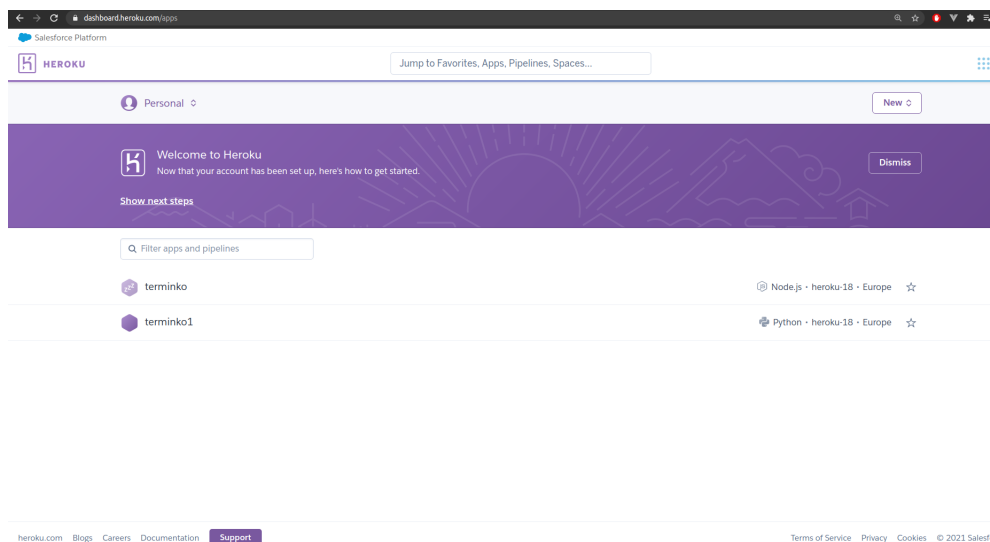 dashboard.heroku.com/apps
Salesforce Platform
HEROKU
Jump to Favorites, Apps, Pipelines, Spaces...
Personal
New
Welcome to Heroku
Now that your account has been set up, here's how to get started.
Dismiss
Show next steps
Filter apps and pipelines
terminko
Node.js • heroku-18 • Europe
terminko1
Python • heroku-18 • Europe
heroku.com Blogs Careers Documentation Support
Terms of Service Privacy Cookies © 2021 Salesf